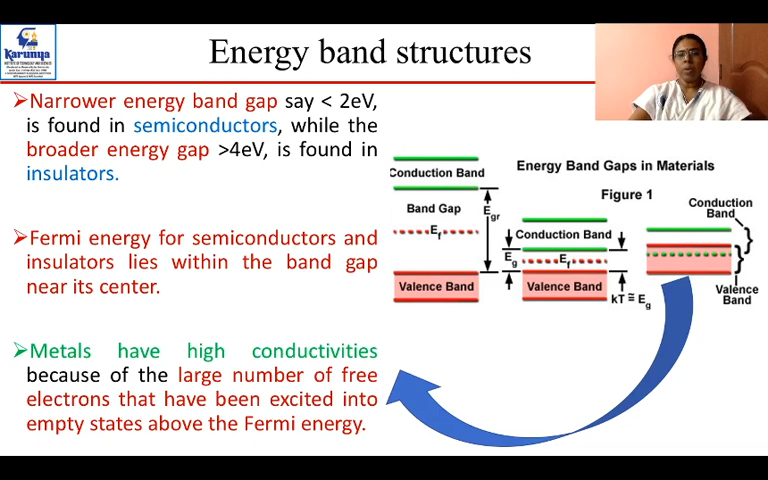 Karunya
Energy band structures
➢Narrower energy band gap say < 2eV,
is found in semiconductors, while the
broader energy gap >4eV, is found in
insulators.
➢Fermi energy for semiconductors and
insulators lies within the band gap
near its center.
➢Metals have high conductivities
because of the large number of free
electrons that have been excited into
empty states above the Fermi energy.
Energy Band Gaps in Materials
Figure 1
Conduction Band
Band Gap
Egr
Ef
Valence Band
Conduction Band
Eg
Ef
Valence Band
kT ≅ Eg
Conduction
Band
Valence
Band